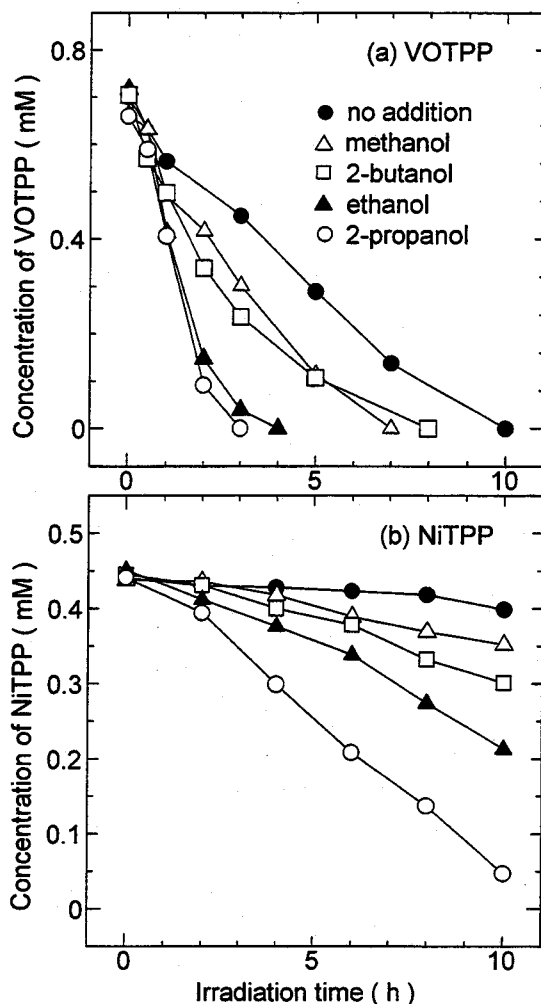 (a) VOTPP
no addition
methanol
2-butanol
ethanol
2-propanol
Concentration of VOTPP ( mM )
0.8
0.4
0
0 5 10
(b) NiTPP
Concentration of NiTPP ( mM )
0.5
0.4
0.3
0.2
0.1
0
0 5 10
Irradiation time ( h )